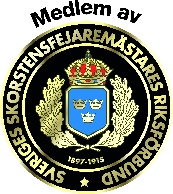 Medlem av
SVERIGES SKORSTENSFEJAREMÄSTARES RIKSFÖRBUND
1897-1915